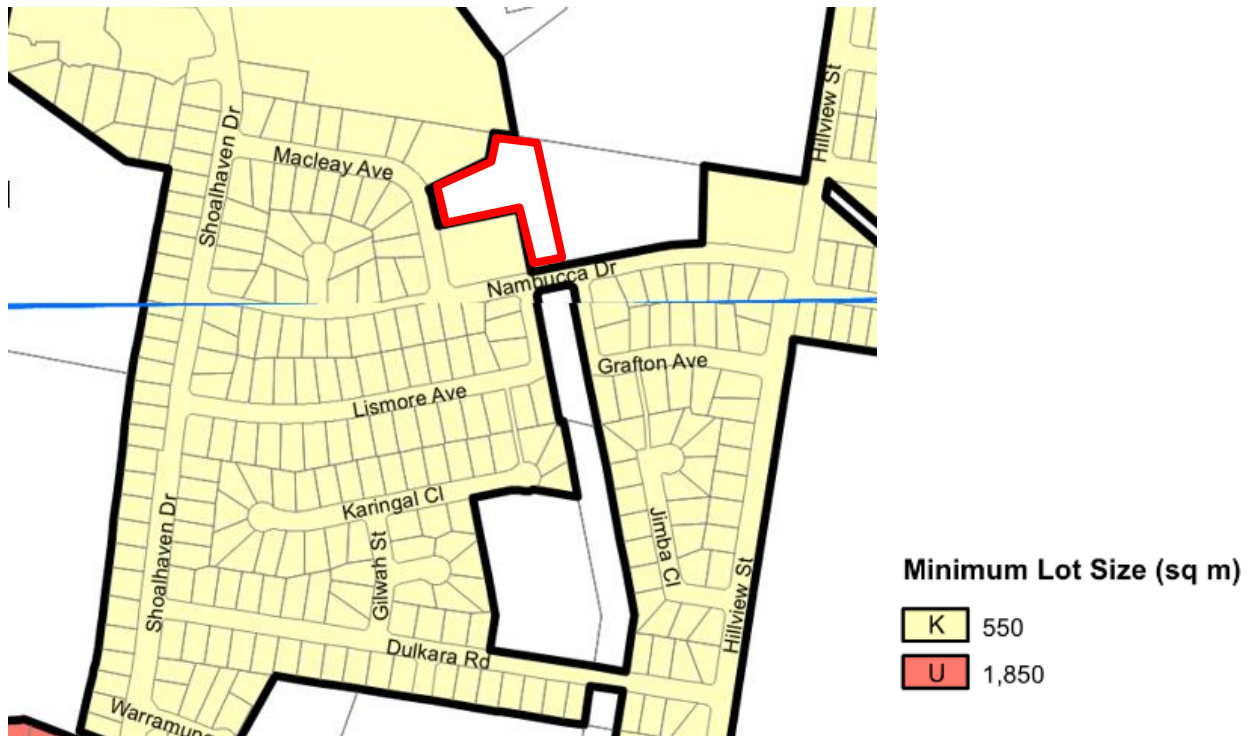 Hillview St
Macleay Ave
Shoalhaven Dr
Nambucca Dr
Grafton Ave
Lismore Ave
Karingal Cl
Jimba Cl
Gilwah St
Shoalhaven Dr
Hillview St
Dulkara Rd
Minimum Lot Size (sq m)
K 550
U 1,850